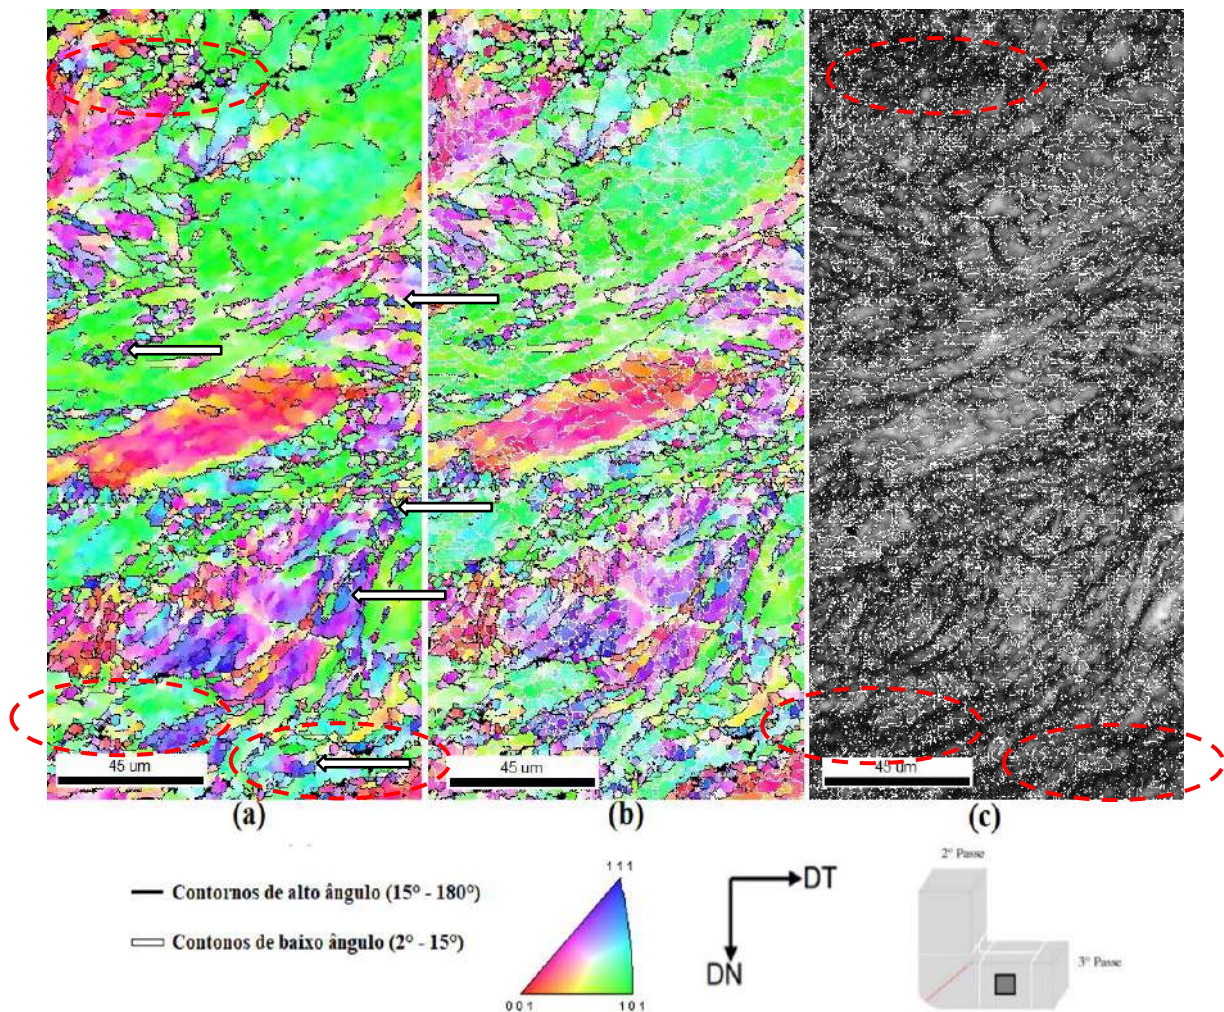 45 um
45 um
45 um
(a)
(b)
(c)
Contornos de alto ângulo (15° - 180°)
Contonos de baixo ângulo (2° - 15°)
1 1 1
0 0 1
1 0 1
DT
DN
2° Passe
3° Passe